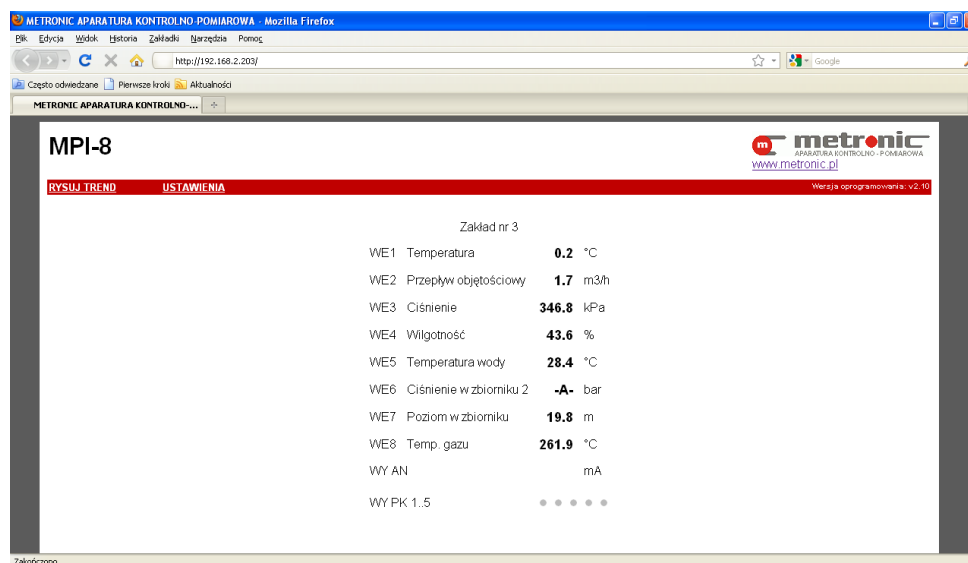 METRONIC APARATURA KONTROLNO-POMIAROWA - Mozilla Firefox
Plik Edycja Widok Historia Zakładki Narzędzia Pomoc
http://192.168.2.203/ Google
Często odwiedzane Pierwsze kroki Aktualności
METRONIC APARATURA KONTROLNO-...
MPI-8
m metronic
APARATURA KONTROLNO - POMIAROWA
www.metronic.pl
RYSUJ TREND USTAWIENIA Wersja oprogramowania: v2.10
Zakład nr 3
WE1 Temperatura 0.2 °C
WE2 Przepływ objętościowy 1.7 m3/h
WE3 Ciśnienie 346.8 kPa
WE4 Wilgotność 43.6 %
WE5 Temperatura wody 28.4 °C
WE6 Ciśnienie w zbiorniku 2 -A- bar
WE7 Poziom w zbiorniku 19.8 m
WE8 Temp. gazu 261.9 °C
WY AN mA
WY PK 1..5
Zakończono